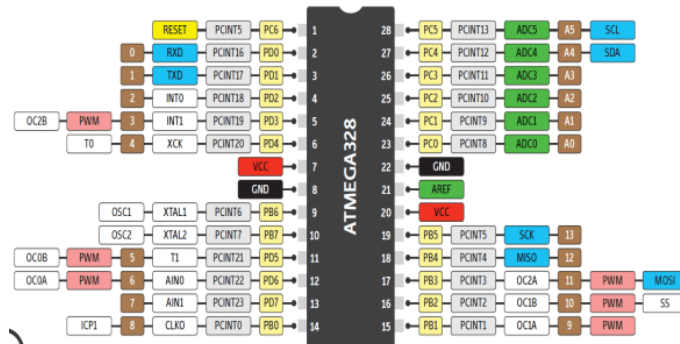 RESET PCINT5 PC6 1 28 PC5 PCINT13 ADC5 A5 SCL
0 RXD PCINT16 PD0 2 27 PC4 PCINT12 ADC4 A4 SDA
1 TXD PCINT17 PD1 3 26 PC3 PCINT11 ADC3 A3
2 INT0 PCINT18 PD2 4 25 PC2 PCINT10 ADC2 A2
OC2B PWM 3 INT1 PCINT19 PD3 5 24 PC1 PCINT9 ADC1 A1
T0 4 XCK PCINT20 PD4 6 23 PC0 PCINT8 ADC0 A0
VCC 7 22 GND
GND 8 21 AREF
OSC1 XTAL1 PCINT6 PB6 9 20 VCC
OSC2 XTAL2 PCINT7 PB7 10 19 PB5 PCINT5 SCK 13
OC0B PWM 5 T1 PCINT21 PD5 11 18 PB4 PCINT4 MISO 12
OC0A PWM 6 AIN0 PCINT22 PD6 12 17 PB3 PCINT3 OC2A 11 PWM MOSI
7 AIN1 PCINT23 PD7 13 16 PB2 PCINT2 OC1B 10 PWM SS
ICP1 8 CLKO PCINT0 PB0 14 15 PB1 PCINT1 OC1A 9 PWM
ATMEGA328